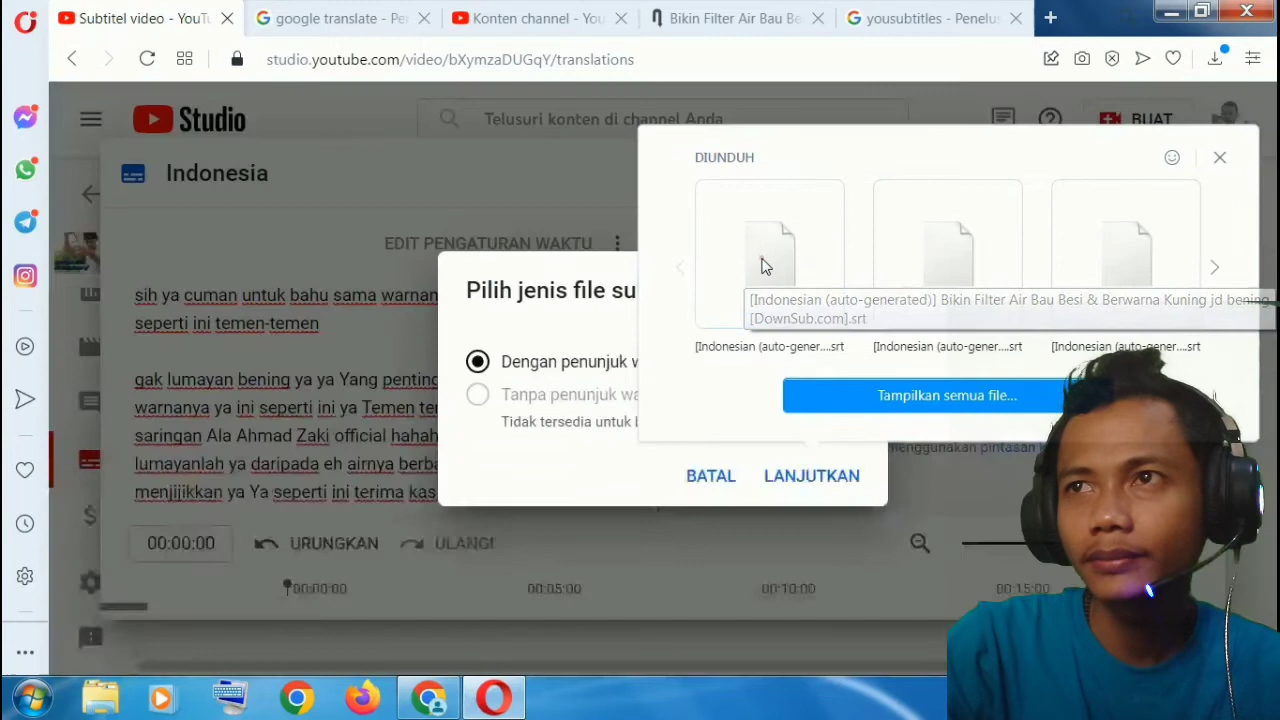 Subtitel video - YouTu
google translate - Pen
Konten channel - You
Bikin Filter Air Bau Be
yousubtitles - Penelus
studio.youtube.com/video/bXymzaDUGqY/translations
Studio
Telusuri konten di channel Anda
BUAT
Indonesia
DIUNDUH
EDIT PENGATURAN WAKTU
Pilih jenis file su
sih ya cuman untuk bahu sama warnan
seperti ini temen-temen
[Indonesian (auto-generated)] Bikin Filter Air Bau Besi & Berwarna Kuning jd bening
[DownSub.com].srt
[Indonesian (auto-gener....srt
[Indonesian (auto-gener....srt
[Indonesian (auto-gener....srt
Dengan penunjuk w
Tanpa penunjuk wa
Tidak tersedia untuk b
Tampilkan semua file...
gak lumayan bening ya ya Yang penting
warnanya ya ini seperti ini ya Temen te
saringan Ala Ahmad Zaki official hahah
lumayanlah ya daripada eh airnya berba
menjijikkan ya Ya seperti ini terima kas
menggunakan pintasan
BATAL
LANJUTKAN
00:00:00
URUNGKAN
ULANGI
00:00:00
00:05:00
00:10:00
00:15:00